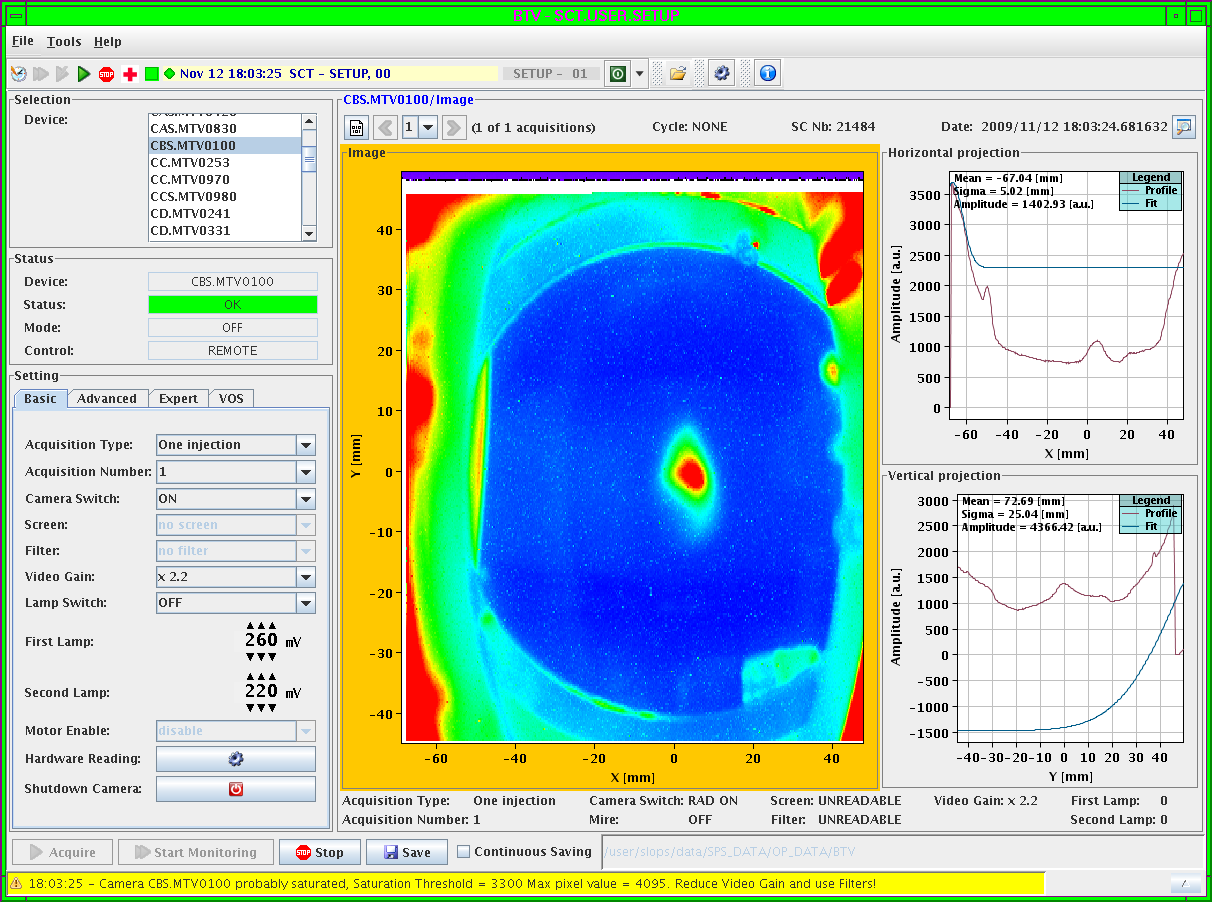 BTV - SCT.USER.SETUP
File Tools Help
Nov 12 18:03:25 SCT - SETUP, 00
SETUP - 01
Selection
Device:
CAS.MTV0830
CBS.MTV0100
CC.MTV0253
CC.MTV0970
CCS.MTV0980
CD.MTV0241
CD.MTV0331
Status
Device: CBS.MTV0100
Status: OK
Mode: OFF
Control: REMOTE
Setting
Basic Advanced Expert VOS
Acquisition Type: One injection
Acquisition Number: 1
Camera Switch: ON
Screen: no screen
Filter: no filter
Video Gain: x 2.2
Lamp Switch: OFF
First Lamp: 260 mV
Second Lamp: 220 mV
Motor Enable: disable
Hardware Reading:
Shutdown Camera:
CBS.MTV0100/Image
1 (1 of 1 acquisitions) Cycle: NONE SC Nb: 21484 Date: 2009/11/12 18:03:24.681632
Image
40
30
20
10
0
-10
-20
-30
-40
Y [mm]
-60 -40 -20 0 20 40
X [mm]
Horizontal projection
Mean = -67.04 [mm]
Sigma = 5.02 [mm]
Amplitude = 1402.93 [a.u.]
Legend
Profile
Fit
3500
3000
2500
2000
1500
1000
500
0
Amplitude [a.u.]
-60 -40 -20 0 20 40
X [mm]
Vertical projection
Mean = 72.69 [mm]
Sigma = 25.04 [mm]
Amplitude = 4366.42 [a.u.]
Legend
Profile
Fit
3000
2500
2000
1500
1000
500
0
-500
-1000
-1500
Amplitude [a.u.]
-40 -30 -20 -10 0 10 20 30 40
Y [mm]
Acquisition Type: One injection Camera Switch: RAD ON Screen: UNREADABLE Video Gain: x 2.2 First Lamp: 0
Acquisition Number: 1 Mire: OFF Filter: UNREADABLE Second Lamp: 0
Acquire Start Monitoring STOP Stop Save Continuous Saving /user/slops/data/SPS_DATA/OP_DATA/BTV
18:03:25 - Camera CBS.MTV0100 probably saturated, Saturation Threshold = 3300 Max pixel value = 4095. Reduce Video Gain and use Filters!